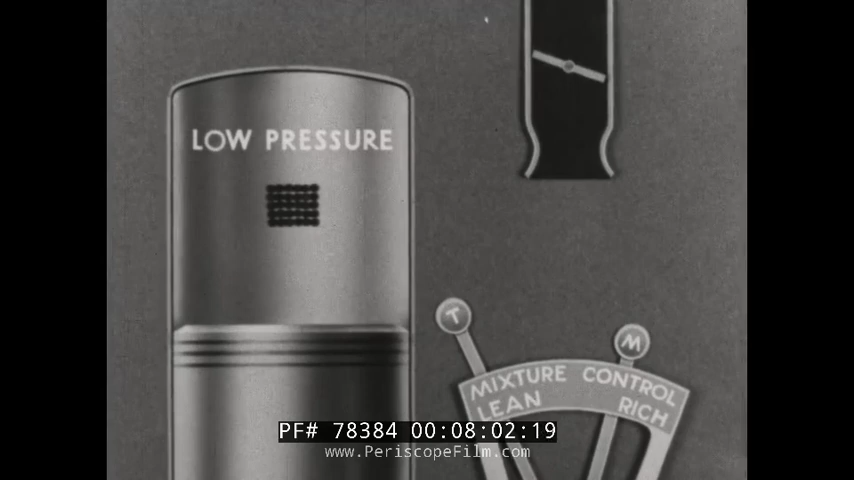 LOW PRESSURE
T
M
MIXTURE CONTROL
LEAN RICH
PF# 78384 00:08:02:19
www.PeriscopeFilm.com